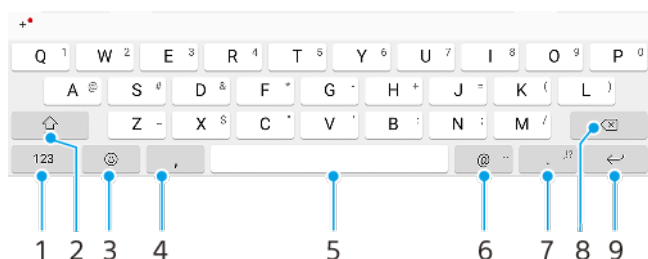 +
Q 1 W 2 E 3 R 4 T 5 Y 6 U 7 I 8 O 9 P 0
A @ S # D & F * G - H + J = K ( L )
Z _ X $ C " V ' B : N ; M /
123 , @ .. . ,!?
1 2 3 4 5 6 7 8 9